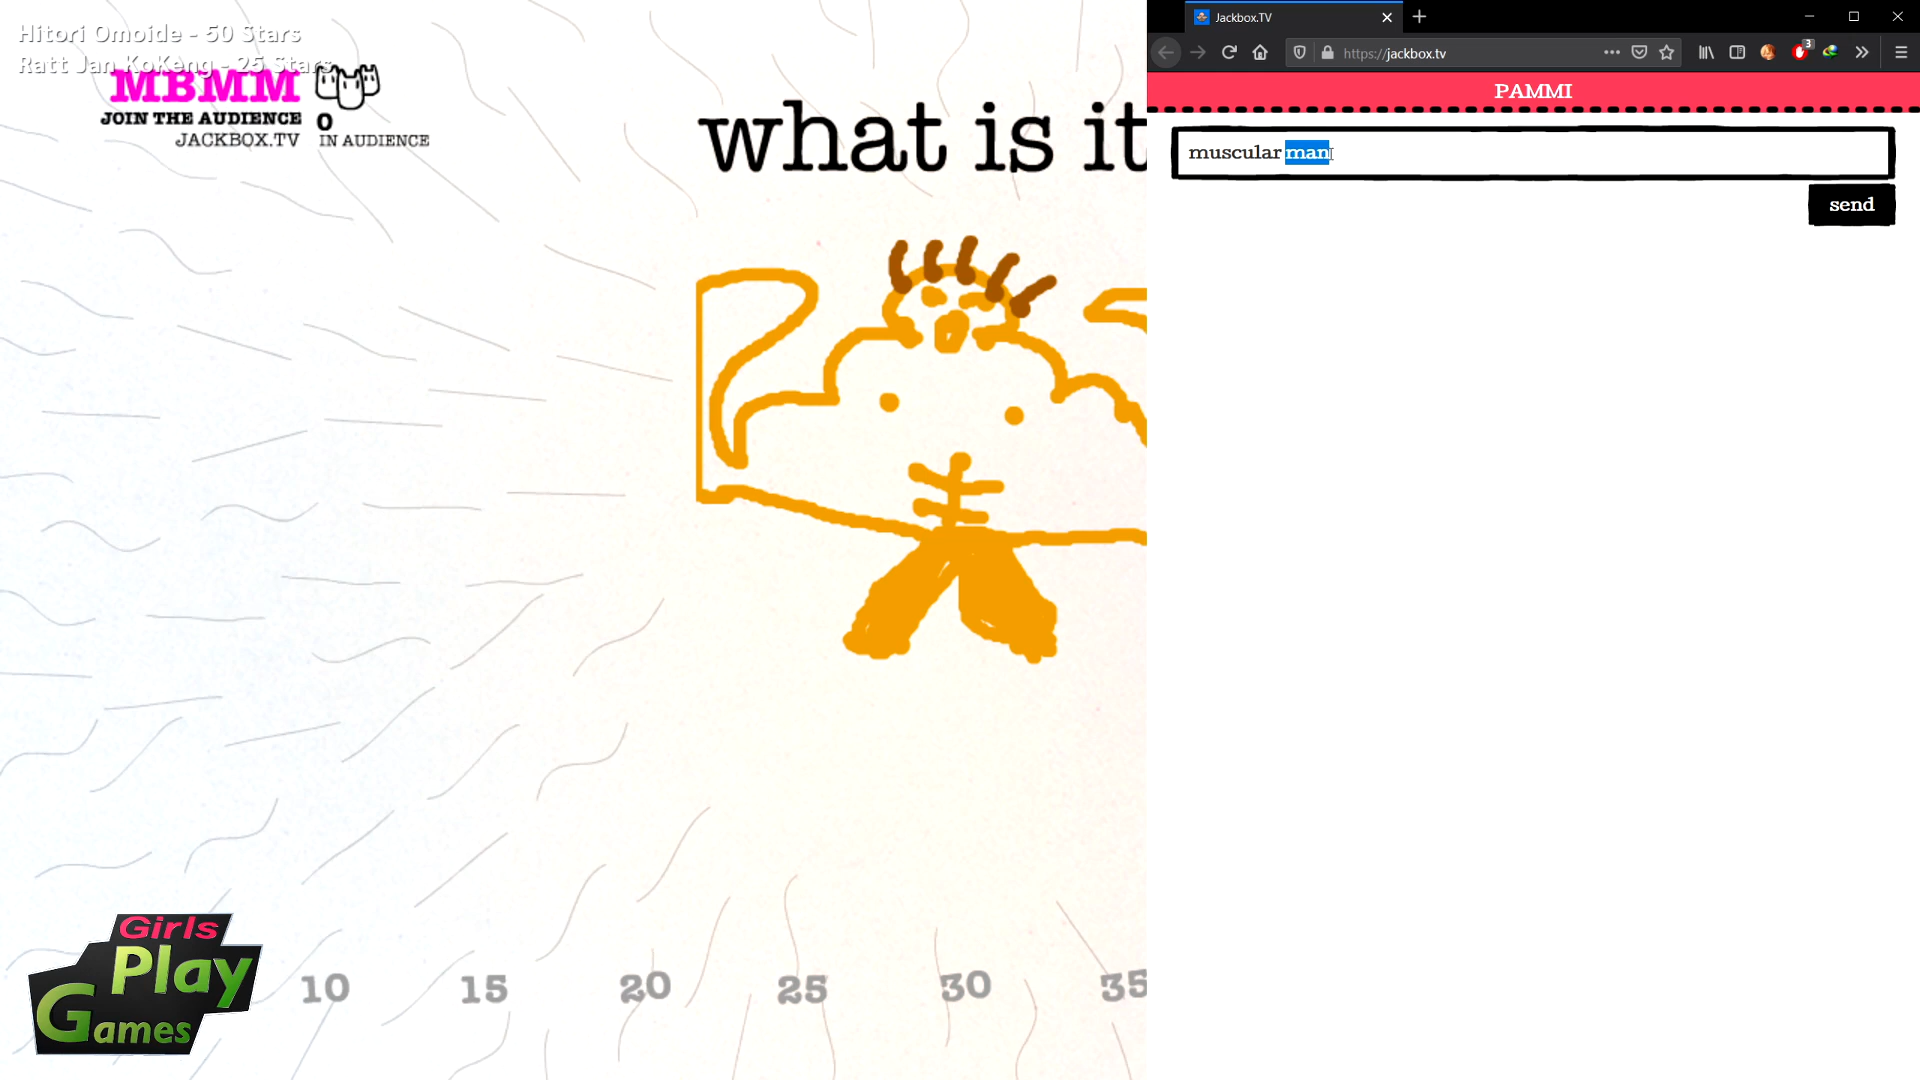 Hitori Omoide - 50 Stars
Ratt Jan KoKeng - 25 Stars
MBMM
JOIN THE AUDIENCE
JACKBOX.TV
0
IN AUDIENCE
what is it
10 15 20 25 30 35
Girls
Play
Games
Jackbox.TV
https://jackbox.tv
3
PAMMI
muscular man
send